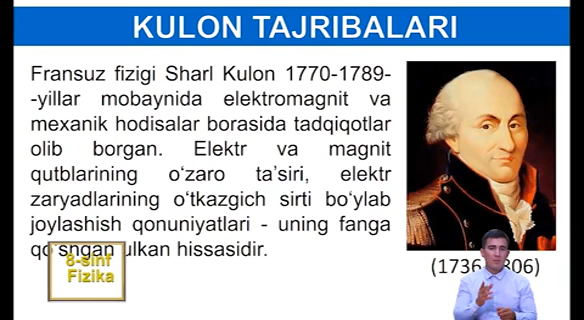 KULON TAJRIBALARI
Fransuz fizigi Sharl Kulon 1770-1789-
-yillar mobaynida elektromagnit va
mexanik hodisalar borasida tadqiqotlar
olib borgan. Elektr va magnit
qutblarining o‘zaro ta’siri, elektr
zaryadlarining o‘tkazgich sirti bo‘ylab
joylashish qonuniyatlari - uning fanga
ulkan hissasidir.
8-sinf
Fizika